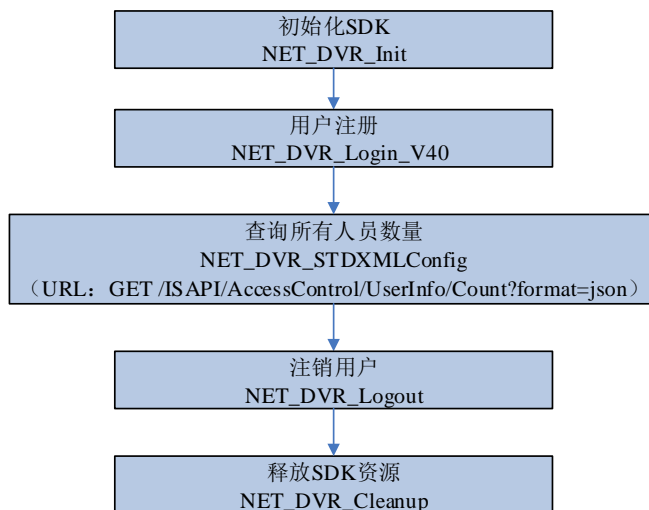 初始化SDK
NET_DVR_Init
用户注册
NET_DVR_Login_V40
查询所有人员数量
NET_DVR_STDXMLConfig
（URL：GET /ISAPI/AccessControl/UserInfo/Count?format=json）
注销用户
NET_DVR_Logout
释放SDK资源
NET_DVR_Cleanup